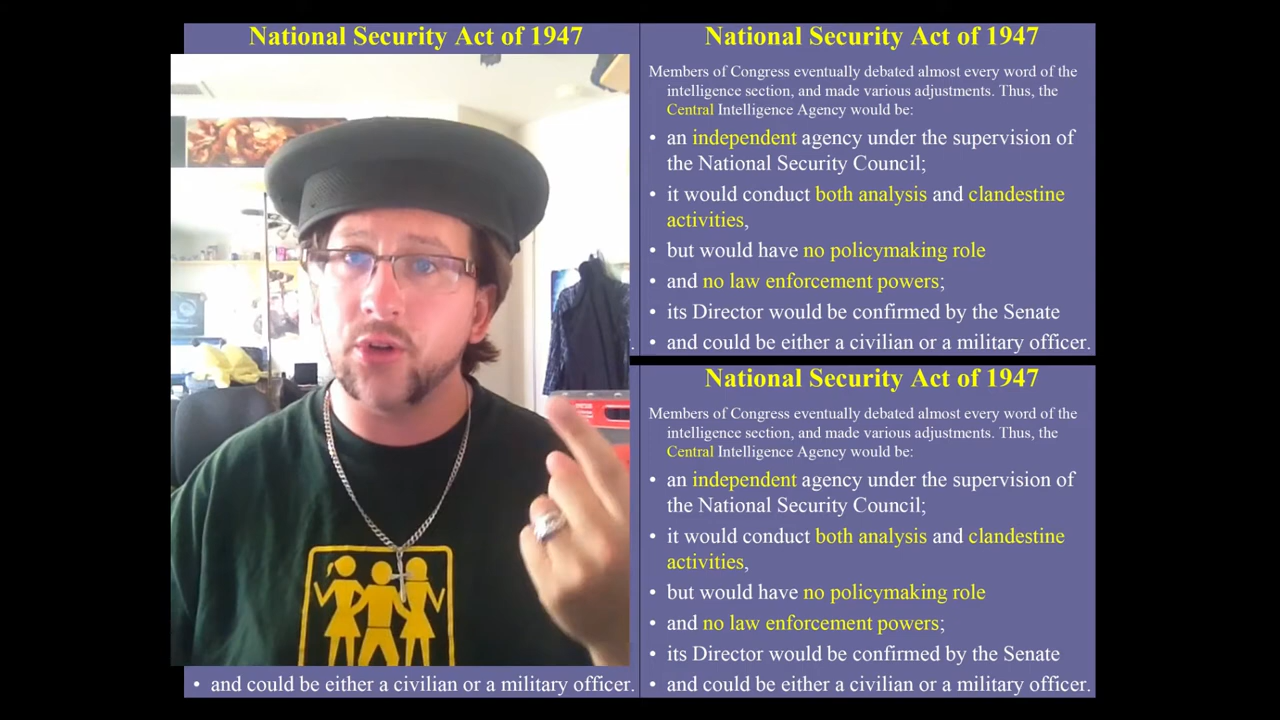 National Security Act of 1947
National Security Act of 1947
Members of Congress eventually debated almost every word of the
intelligence section, and made various adjustments. Thus, the
Central Intelligence Agency would be:
• an independent agency under the supervision of
the National Security Council;
• it would conduct both analysis and clandestine
activities,
• but would have no policymaking role
• and no law enforcement powers;
• its Director would be confirmed by the Senate
• and could be either a civilian or a military officer.
National Security Act of 1947
Members of Congress eventually debated almost every word of the
intelligence section, and made various adjustments. Thus, the
Central Intelligence Agency would be:
• an independent agency under the supervision of
the National Security Council;
• it would conduct both analysis and clandestine
activities,
• but would have no policymaking role
• and no law enforcement powers;
• its Director would be confirmed by the Senate
• and could be either a civilian or a military officer.
• and could be either a civilian or a military officer.